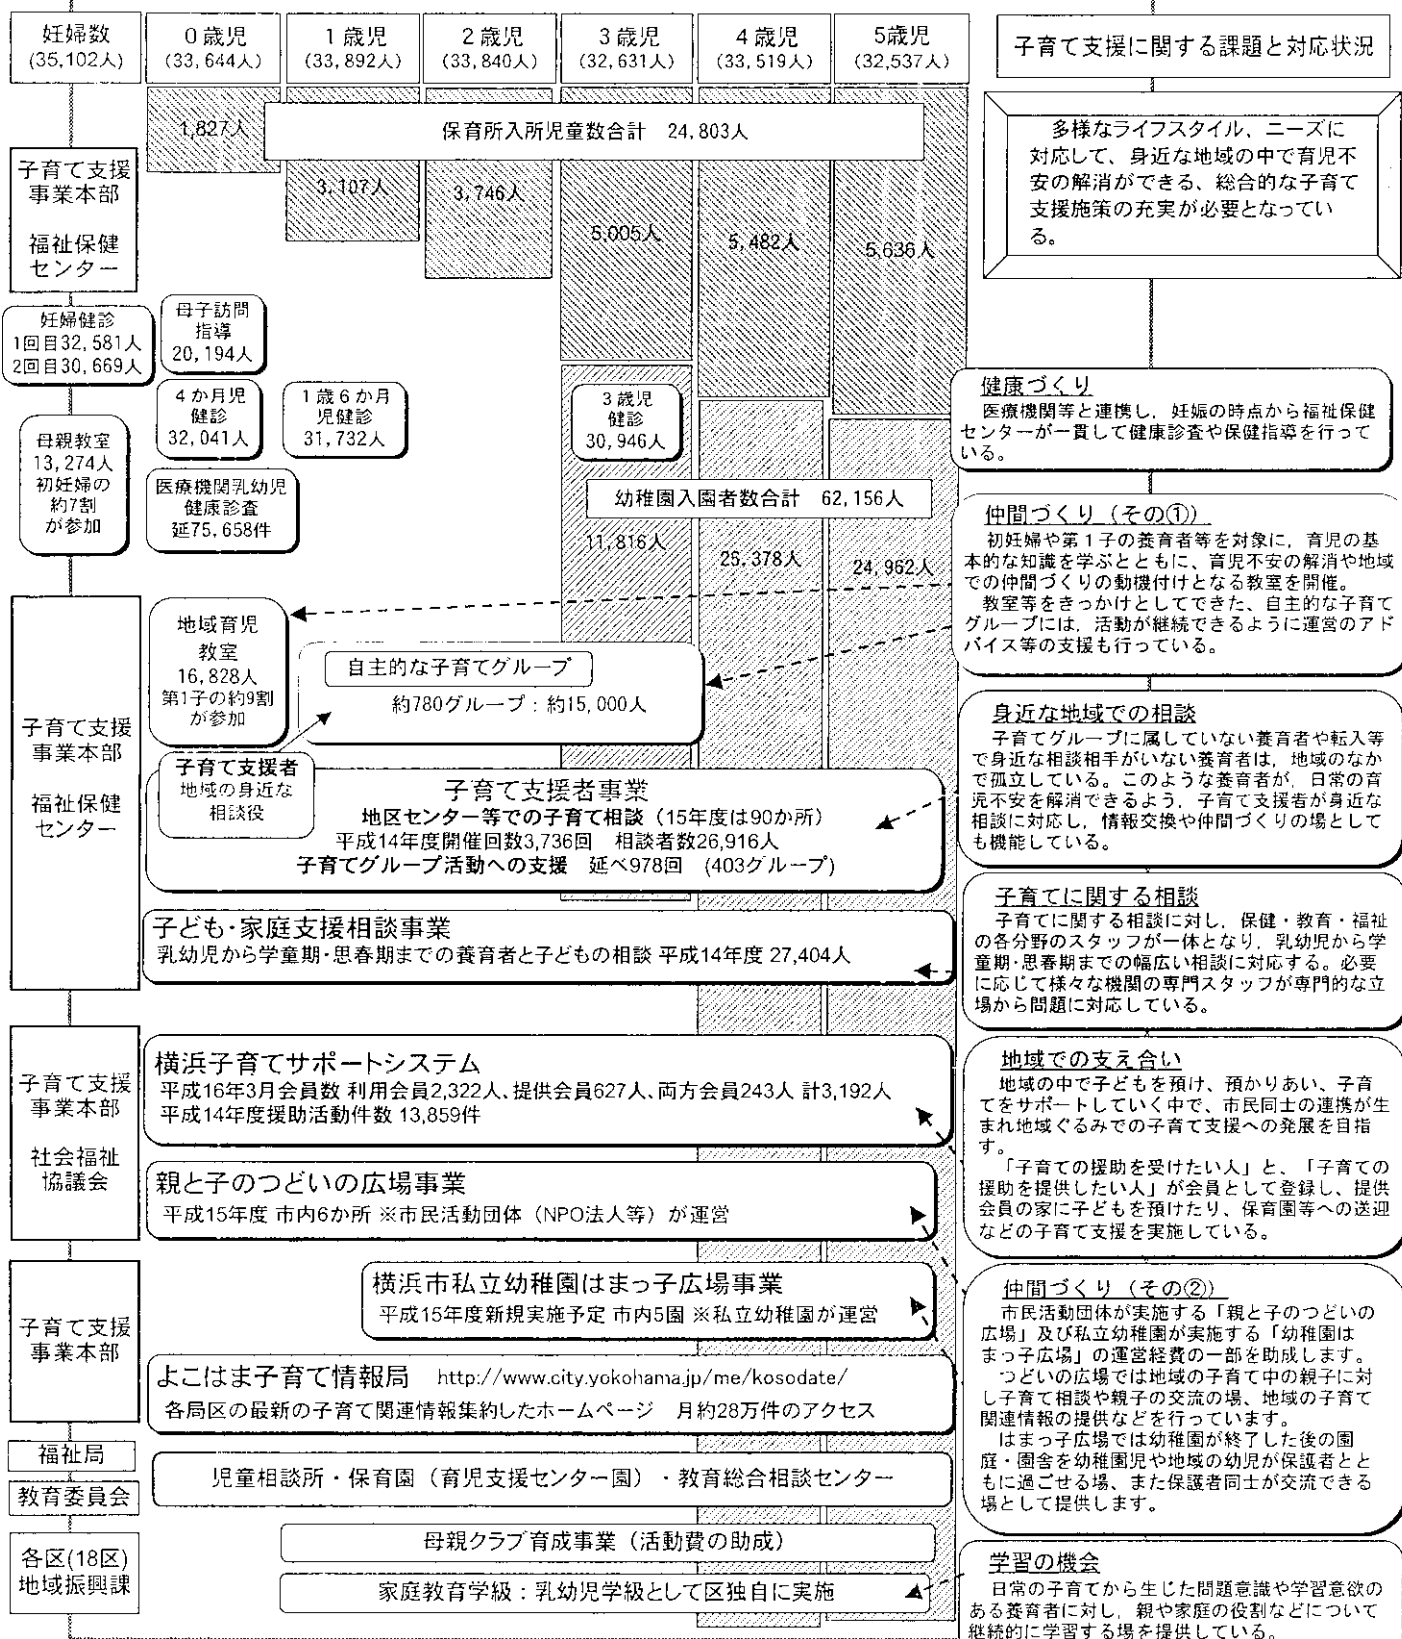 妊婦数
(35,102人)
0歳児
(33,644人)
1歳児
(33,892人)
2歳児
(33,840人)
3歳児
(32,631人)
4歳児
(33,519人)
5歳児
(32,537人)
子育て支援に関する課題と対応状況
1,827人
保育所入所児童数合計 24,803人
3,107人
3,746人
5,005人
5,482人
5,636人
多様なライフスタイル、ニーズに
対応して、身近な地域の中で育児不
安の解消ができる、総合的な子育て
支援施策の充実が必要となってい
る。
子育て支援
事業本部
福祉保健
センター
妊婦健診
1回目32,581人
2回目30,669人
母子訪問
指導
20,194人
4か月児
健診
32,041人
1歳6か月
児健診
31,732人
3歳児
健診
30,946人
母親教室
13,274人
初妊婦の
約7割
が参加
医療機関乳幼児
健康診査
延75,658件
幼稚園入園者数合計 62,156人
11,816人
25,378人
24,962人
健康づくり
医療機関等と連携し、妊娠の時点から福祉保健
センターが一貫して健康診査や保健指導を行って
いる。
仲間づくり（その①）
初妊婦や第1子の養育者等を対象に、育児の基
本的な知識を学ぶとともに、育児不安の解消や地域
での仲間づくりの動機付けとなる教室を開催。
教室等をきっかけとしてできた、自主的な子育て
グループには、活動が継続できるように運営のアド
バイス等の支援も行っている。
子育て支援
事業本部
福祉保健
センター
地域育児
教室
16,828人
第1子の約9割
が参加
自主的な子育てグループ
約780グループ：約15,000人
子育て支援者
地域の身近な
相談役
子育て支援者事業
地区センター等での子育て相談（15年度は90か所）
平成14年度開催回数3,736回 相談者数26,916人
子育てグループ活動への支援 延べ978回 (403グループ)
身近な地域での相談
子育てグループに属していない養育者や転入等
で身近な相談相手がいない養育者は、地域のなか
で孤立している。このような養育者が、日常の育
児不安を解消できるよう、子育て支援者が身近な
相談に対応し、情報交換や仲間づくりの場として
も機能している。
子ども・家庭支援相談事業
乳幼児から学童期・思春期までの養育者と子どもの相談 平成14年度 27,404人
子育てに関する相談
子育てに関する相談に対し、保健・教育・福祉
の各分野のスタッフが一体となり、乳幼児から学
童期・思春期までの幅広い相談に対応する。必要
に応じて様々な機関の専門スタッフが専門的な立
場から問題に対応している。
子育て支援
事業本部
社会福祉
協議会
横浜子育てサポートシステム
平成16年3月会員数 利用会員2,322人、提供会員627人、両方会員243人 計3,192人
平成14年度援助活動件数 13,859件
地域での支え合い
地域の中で子どもを預け、預かりあい、子育
てをサポートしていく中で、市民同士の連携が生
まれ地域ぐるみでの子育て支援への発展を目指
す。
「子育ての援助を受けたい人」と、「子育ての
援助を提供したい人」が会員として登録し、提供
会員の家に子どもを預けたり、保育園等への送迎
などの子育て支援を実施している。
親と子のつどいの広場事業
平成15年度 市内6か所 ※市民活動団体（NPO法人等）が運営
子育て支援
事業本部
横浜市私立幼稚園はまっ子広場事業
平成15年度新規実施予定 市内5園 ※私立幼稚園が運営
よこはま子育て情報局 http://www.city.yokohama.jp/me/kosodate/
各局区の最新の子育て関連情報集約したホームページ 月約28万件のアクセス
仲間づくり（その②）
市民活動団体が実施する「親と子のつどいの
広場」及び私立幼稚園が実施する「幼稚園は
まっ子広場」の運営経費の一部を助成します。
つどいの広場では地域の子育て中の親子に対
し子育て相談や親子の交流の場、地域の子育て
関連情報の提供などを行っています。
はまっ子広場では幼稚園が終了した後の園
庭・園舎を幼稚園児や地域の幼児が保護者とと
もに過ごせる場、また保護者同士が交流できる
場として提供します。
福祉局
教育委員会
児童相談所・保育園（育児支援センター園）・教育総合相談センター
各区(18区)
地域振興課
母親クラブ育成事業（活動費の助成）
家庭教育学級：乳幼児学級として区独自に実施
学習の機会
日常の子育てから生じた問題意識や学習意欲の
ある養育者に対し、親や家庭の役割などについて
継続的に学習する場を提供している。